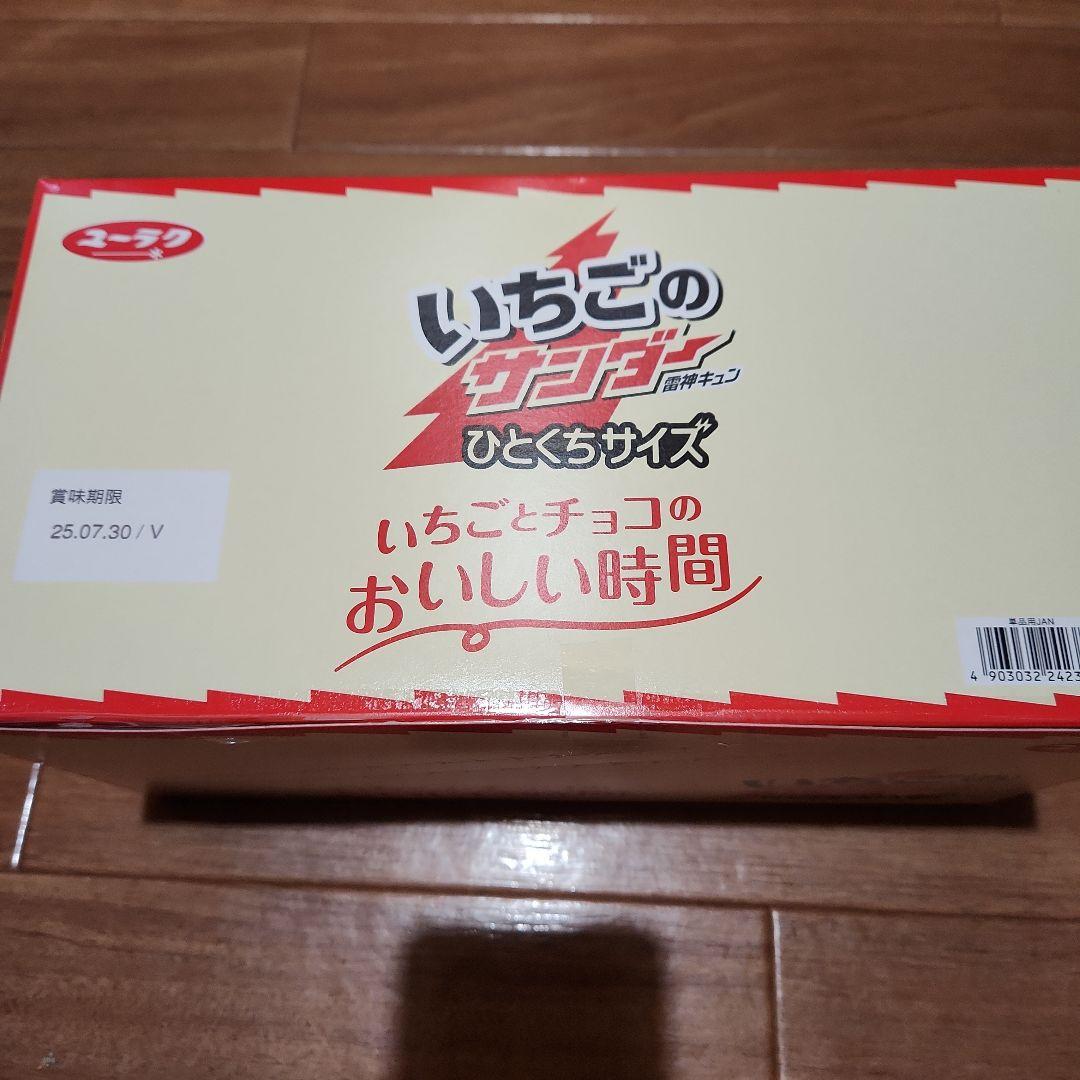 ユーラク
いちごの
サンダー
雷神キュン
ひとくちサイズ
賞味期限
25.07.30 / V
いちごとチョコの
おいしい時間
単品用JAN
4 903032 2423